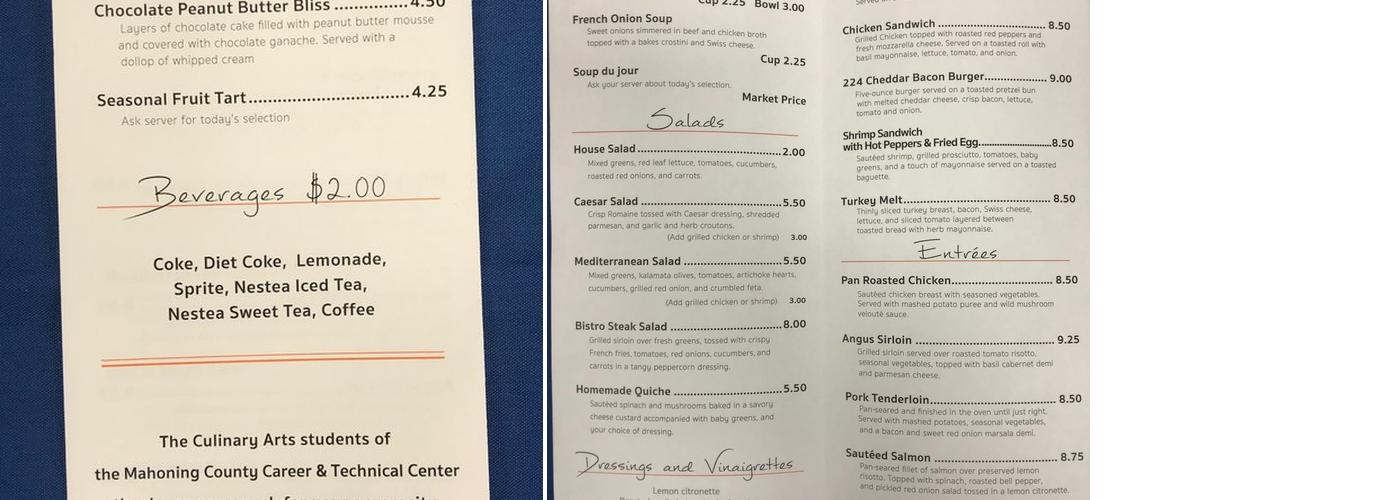 Chocolate Peanut Butter Bliss ..............4.50
Layers of chocolate cake filled with peanut butter mousse
and covered with chocolate ganache. Served with a
dollop of whipped cream
Seasonal Fruit Tart...............................4.25
Ask server for today's selection
Beverages $2.00
Coke, Diet Coke, Lemonade,
Sprite, Nestea Iced Tea,
Nestea Sweet Tea, Coffee
The Culinary Arts students of
the Mahoning County Career & Technical Center
Cup 2.25 Bowl 3.00
French Onion Soup
Sweet onions simmered in beef and chicken broth
topped with a bakes crostini and Swiss cheese.
Cup 2.25
Soup du jour
Ask your server about today's selection.
Market Price
Salads
House Salad ....................................2.00
Mixed greens, red leaf lettuce, tomatoes, cucumbers,
roasted red onions, and carrots.
Caesar Salad ...................................5.50
Crisp Romaine tossed with Caesar dressing, shredded
parmesan, and garlic and herb croutons.
(Add grilled chicken or shrimp) 3.00
Mediterranean Salad .........................5.50
Mixed greens, kalamata olives, tomatoes, artichoke hearts,
cucumbers, grilled red onion, and crumbled feta.
(Add grilled chicken or shrimp) 3.00
Bistro Steak Salad ............................8.00
Grilled sirloin over fresh greens, tossed with crispy
French fries, tomatoes, red onions, cucumbers, and
carrots in a tangy peppercorn dressing.
Homemade Quiche ............................5.50
Sautéed spinach and mushrooms baked in a savory
cheese custard accompanied with baby greens, and
your choice of dressing.
Dressings and Vinaigrettes
Lemon citronette
Chicken Sandwich ........................... 8.50
Grilled Chicken topped with roasted red peppers and
fresh mozzarella cheese. Served on a toasted roll with
basil mayonnaise, lettuce, tomato, and onion.
224 Cheddar Bacon Burger................ 9.00
Five-ounce burger served on a toasted pretzel bun
with melted cheddar cheese, crisp bacon, lettuce,
tomato and onion.
Shrimp Sandwich
with Hot Peppers & Fried Egg.........................8.50
Sautéed shrimp, grilled prosciutto, tomatoes, baby
greens, and a touch of mayonnaise served on a toasted
baguette.
Turkey Melt..................................... 8.50
Thinly sliced turkey breast, bacon, Swiss cheese,
lettuce, and sliced tomato layered between
toasted bread with herb mayonnaise.
Entrées
Pan Roasted Chicken.......................... 8.50
Sautéed chicken breast with seasoned vegetables.
Served with mashed potato puree and wild mushroom
velouté sauce.
Angus Sirloin ................................... 9.25
Grilled sirloin served over roasted tomato risotto,
seasonal vegetables, topped with basil cabernet demi
and parmesan cheese.
Pork Tenderloin................................ 8.50
Pan-seared and finished in the oven until just right.
Served with mashed potatoes, seasonal vegetables,
and a bacon and sweet red onion marsala demi.
Sautéed Salmon ................................ 8.75
Pan-seared fillet of salmon over preserved lemon
risotto. Topped with spinach, roasted bell pepper,
and pickled red onion salad tossed in a lemon citronette.